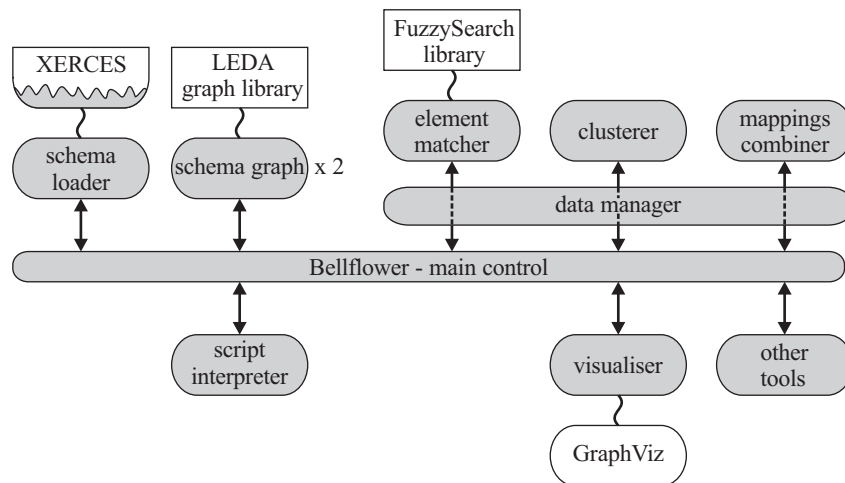 FuzzySearch
library
XERCES
LEDA
graph library
element
matcher
clusterer
mappings
combiner
schema
loader
schema graph x 2
data manager
Bellflower - main control
script
interpreter
visualiser
other
tools
GraphViz